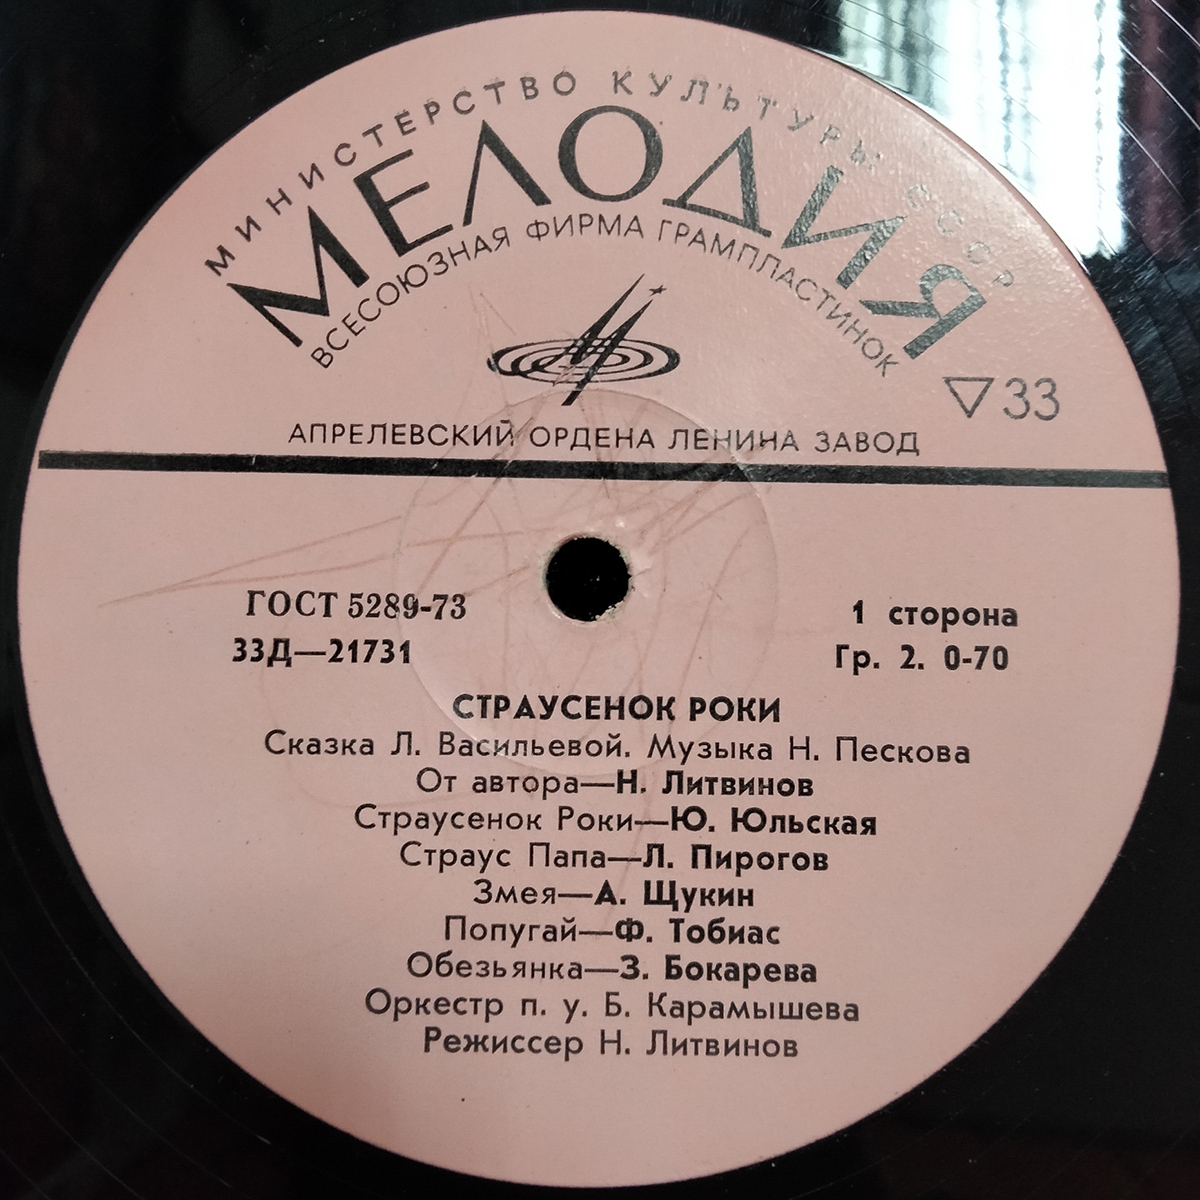 МИНИСТЕРСТВО КУЛЬТУРЫ СССР
МЕЛОДИЯ
ВСЕСОЮЗНАЯ ФИРМА ГРАМПЛАСТИНОК
33
АПРЕЛЕВСКИЙ ОРДЕНА ЛЕНИНА ЗАВОД
ГОСТ 5289-73
1 сторона
33Д—21731
Гр. 2. 0-70
СТРАУСЕНОК РОКИ
Сказка Л. Васильевой. Музыка Н. Пескова
От автора—Н. Литвинов
Страусенок Роки—Ю. Юльская
Страус Папа—Л. Пирогов
Змея—А. Щукин
Попугай—Ф. Тобиас
Обезьянка—З. Бокарева
Оркестр п. у. Б. Карамышева
Режиссер Н. Литвинов